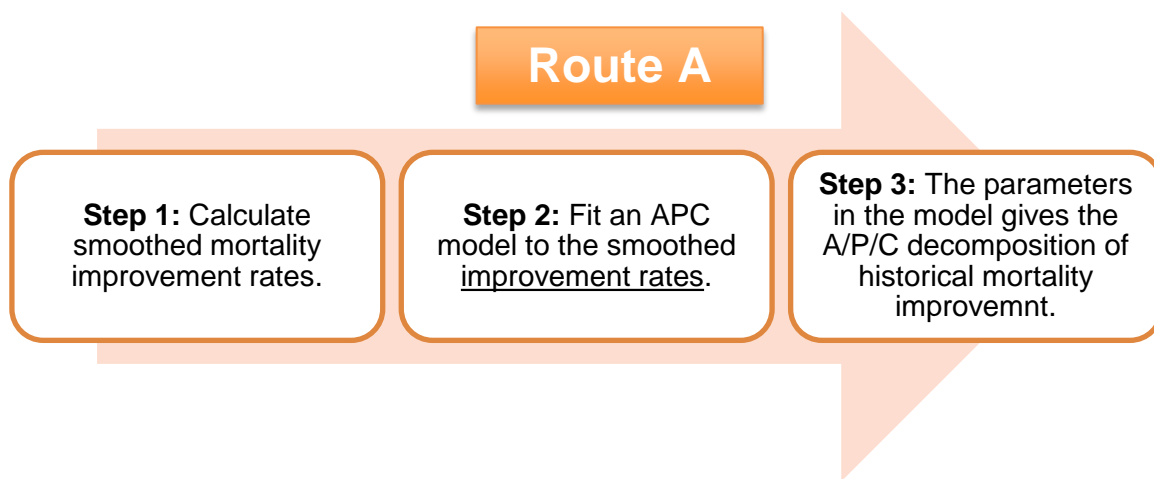 Route A
Step 1: Calculate
smoothed mortality
improvement rates.
Step 2: Fit an APC
model to the smoothed
improvement rates.
Step 3: The parameters
in the model gives the
A/P/C decomposition of
historical mortality
improvemnt.